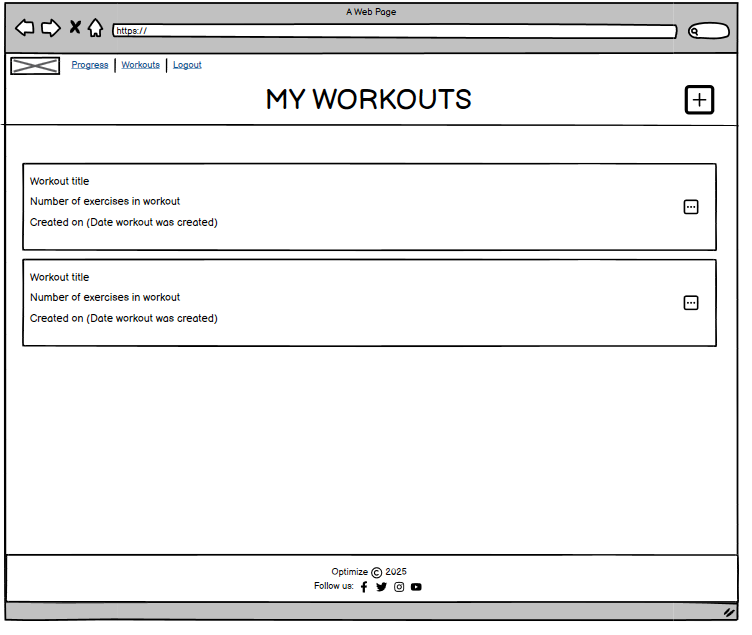 A Web Page
https://
Progress | Workouts | Logout
MY WORKOUTS
Workout title
Number of exercises in workout
Created on (Date workout was created)
Workout title
Number of exercises in workout
Created on (Date workout was created)
Optimize © 2025
Follow us: